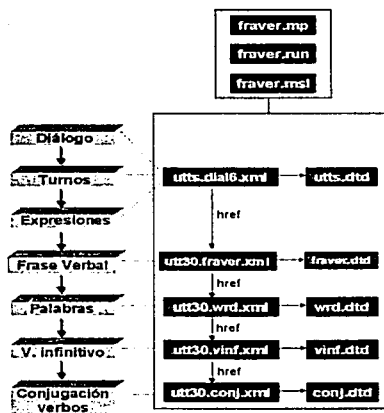 fraver.mp
fraver.run
fraver.msl
Diálogo
Turnos
utts.dial6.xml
utts.dtd
Expresiones
href
Frase Verbal
utt30.fraver.xml
fraver.dtd
href
Palabras
utt30.wrd.xml
wrd.dtd
href
V. infinitivo
utt30.vinf.xml
vinf.dtd
href
Conjugación
verbos
utt30.conj.xml
conj.dtd